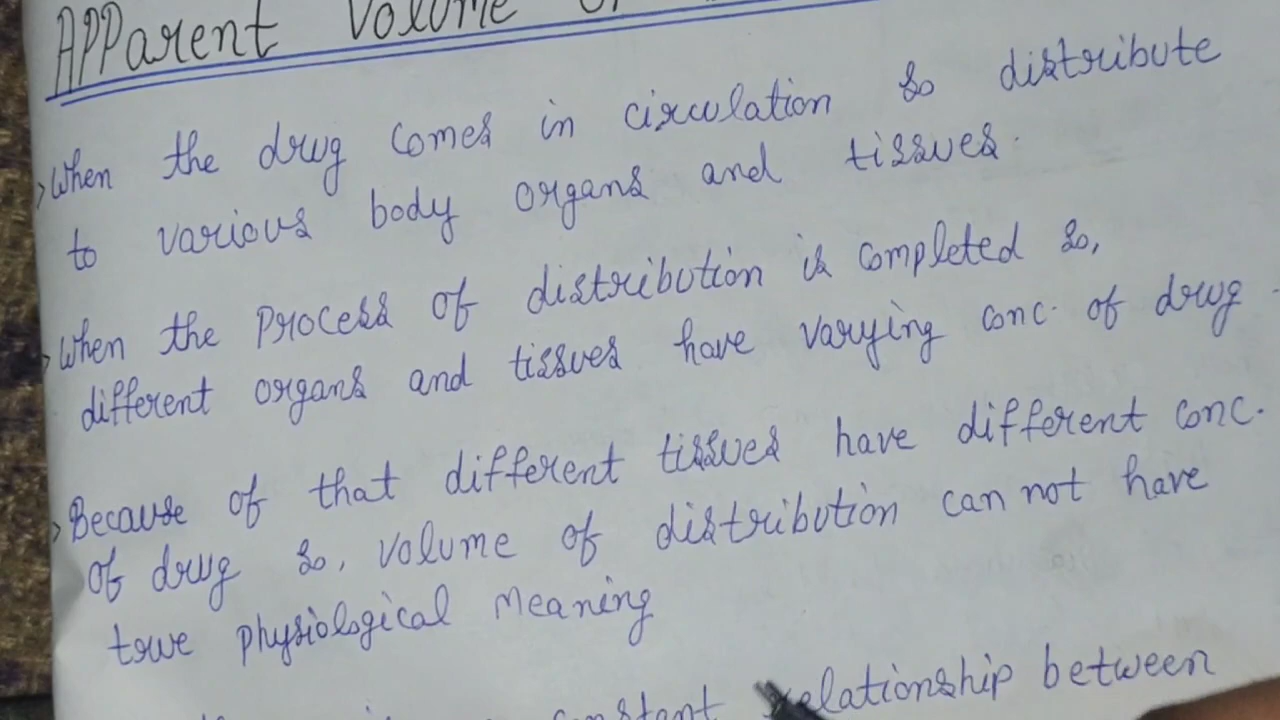 APParent Volume of
> When the drug comes in circulation so distribute
to various body organs and tissues.
> When the Process of distribution is completed so,
different organs and tissues have varying conc. of drug.
> Because of that different tissues have different conc.
of drug so, volume of distribution can not have
true physiological Meaning
constant relationship between